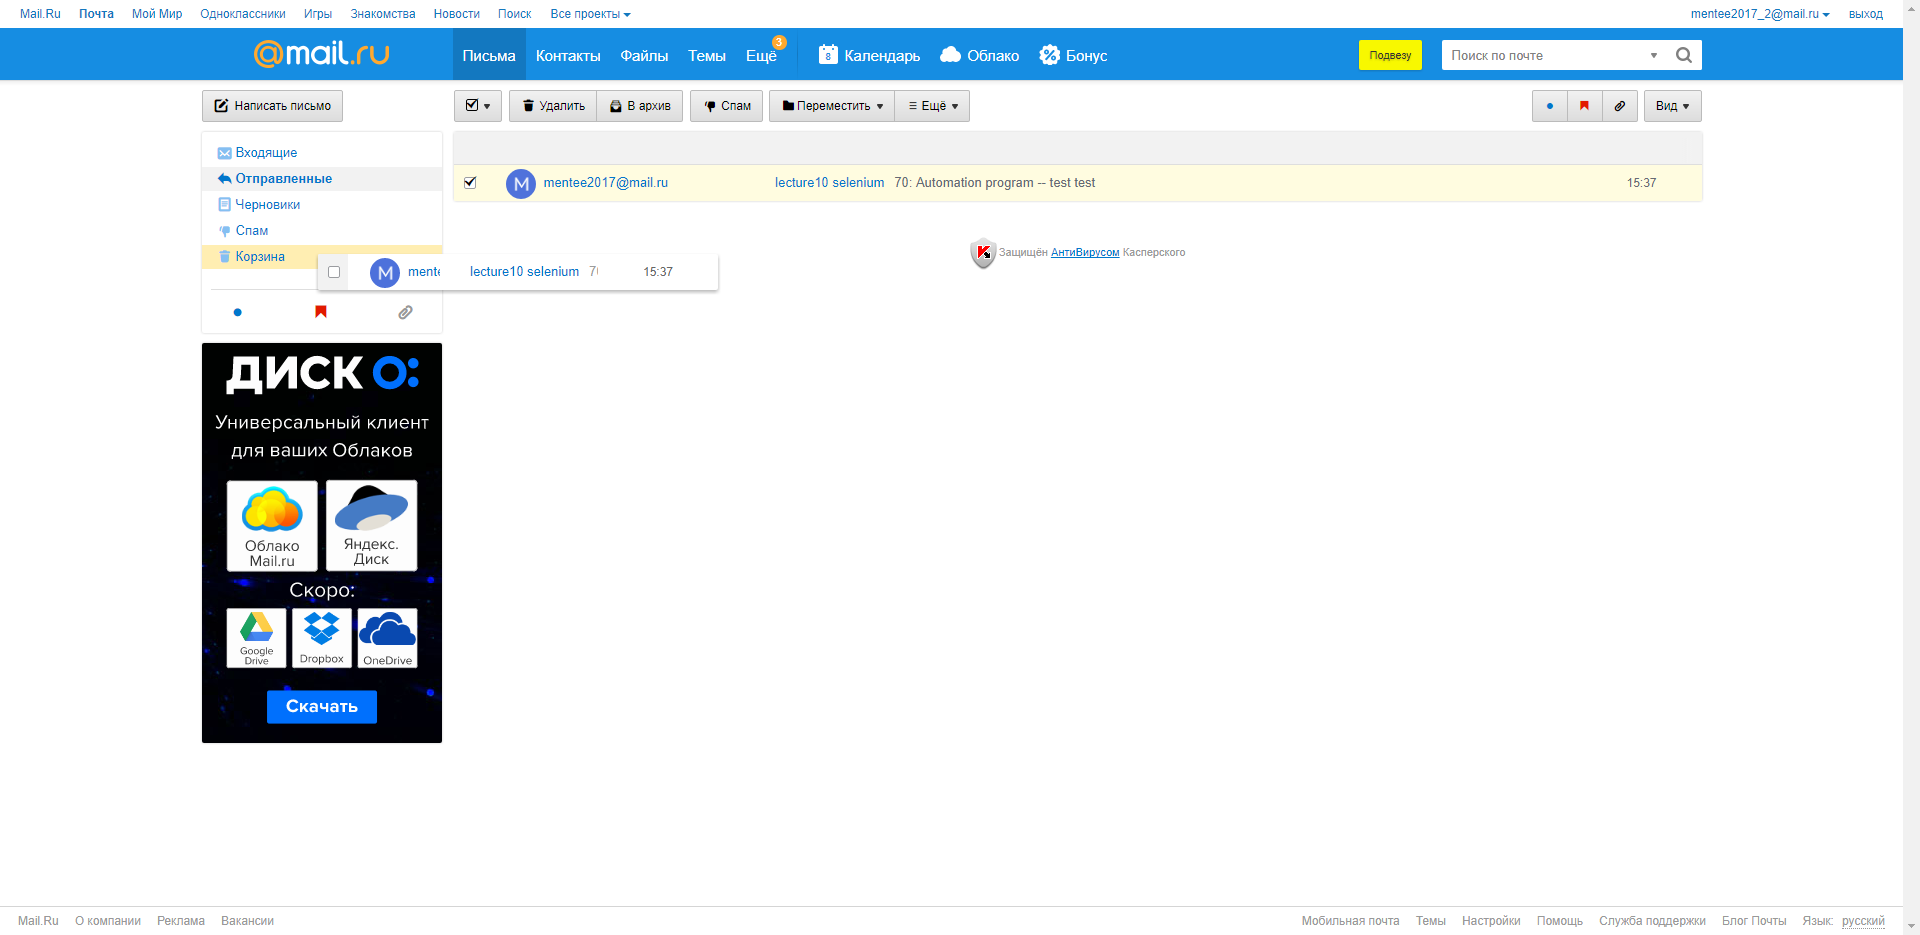 Mail.Ru Почта Мой Мир Одноклассники Игры Знакомства Новости Поиск Все проекты mentee2017_2@mail.ru выход
@mail.ru Письма Контакты Файлы Темы Ещё 3 8 Календарь Облако Бонус Подвезу Поиск по почте
Написать письмо Удалить В архив Спам Переместить Ещё Вид
Входящие
Отправленные
M mentee2017@mail.ru lecture10 selenium 70: Automation program -- test test 15:37
Черновики
Спам
Корзина
Защищён АнтиВирусом Касперского
M lecture10 selenium 15:37
ДИСК О:
Универсальный клиент
для ваших Облаков
Облако
Mail.ru
Яндекс.
Диск
Скоро:
Google
Drive
Dropbox
OneDrive
Скачать
Mail.Ru О компании Реклама Вакансии Мобильная почта Темы Настройки Помощь Служба поддержки Блог Почты Язык: русский